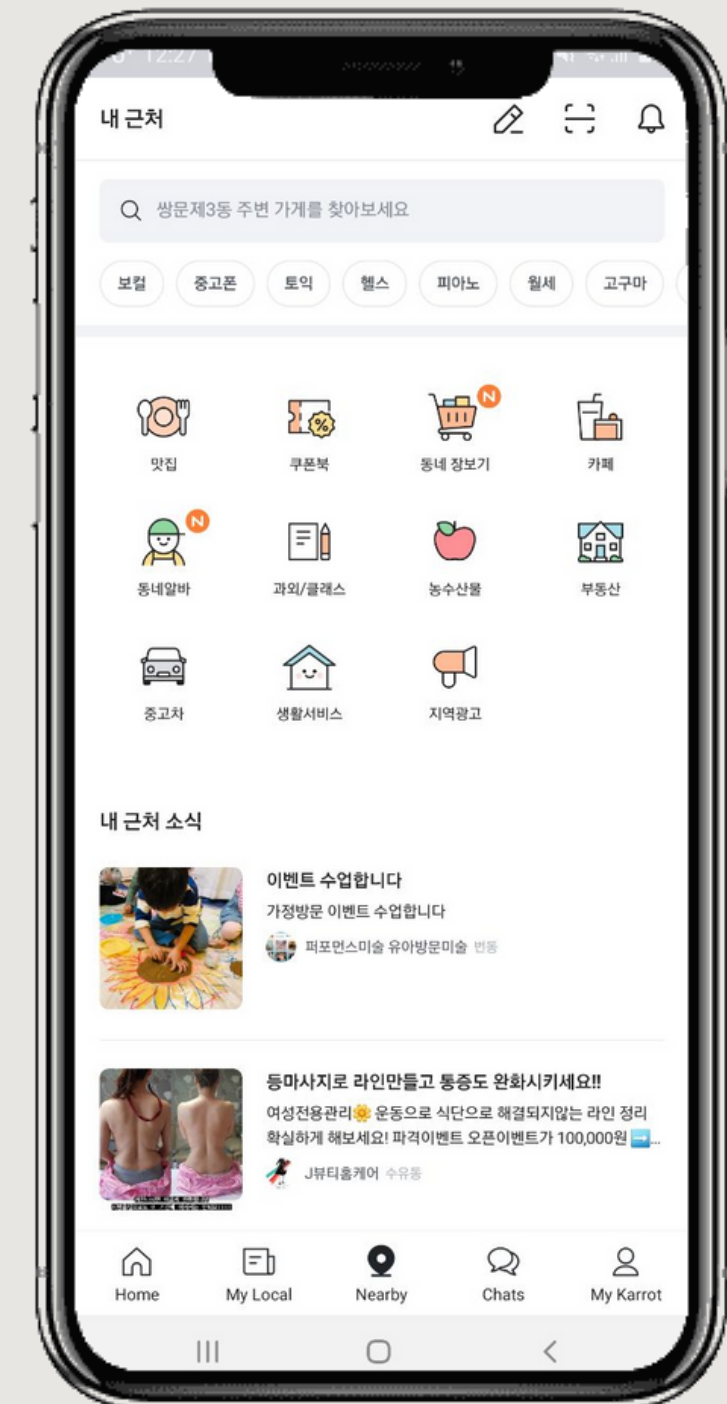 12:27
내 근처
쌍문제3동 주변 가게를 찾아보세요
보컬 중고폰 토익 헬스 피아노 월세 고구마
맛집 쿠폰북 동네 장보기 카페
동네알바 과외/클래스 농수산물 부동산
중고차 생활서비스 지역광고
내 근처 소식
이벤트 수업합니다
가정방문 이벤트 수업합니다
퍼포먼스미술 유아방문미술 번동
등마사지로 라인만들고 통증도 완화시키세요!!
여성전용관리🌼 운동으로 식단으로 해결되지않는 라인 정리
확실하게 해보세요! 파격이벤트 오픈이벤트가 100,000원 ➡️...
J뷰티홈케어 수유동
Home My Local Nearby Chats My Karrot